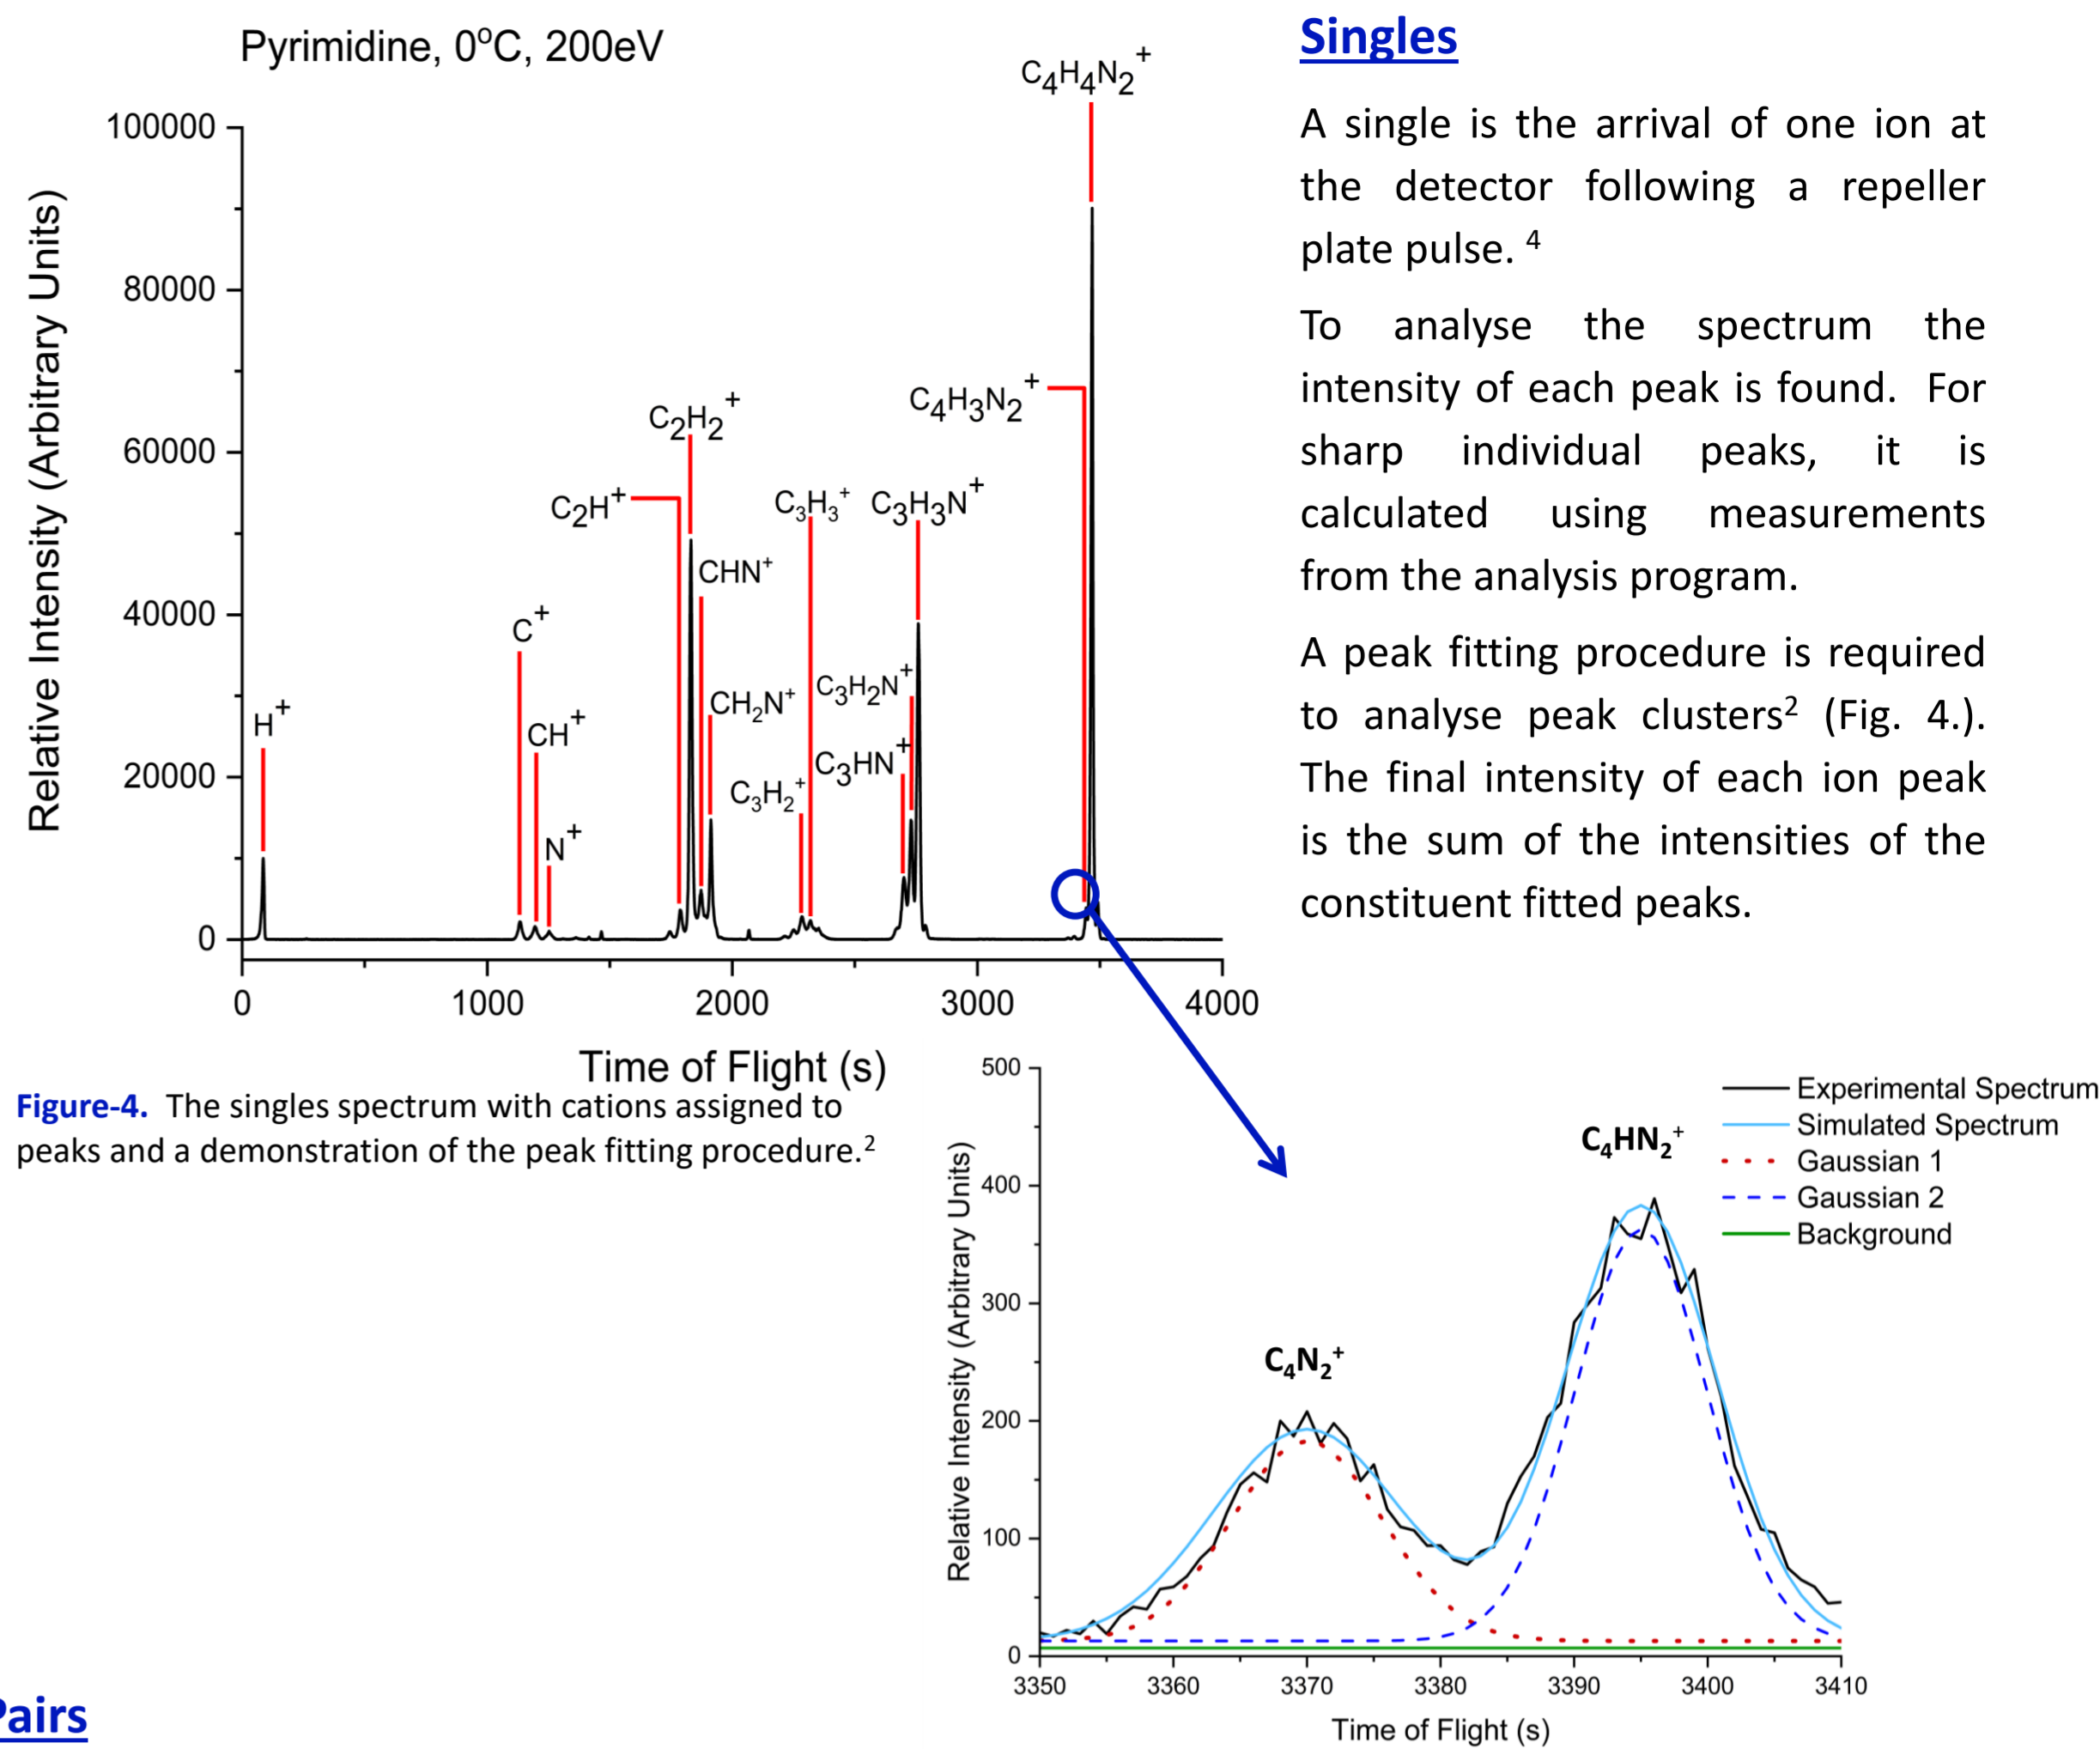 Pyrimidine, 0°C, 200eV
C₄H₄N₂⁺
100000
80000
60000
40000
20000
0
Relative Intensity (Arbitrary Units)
C₄H₃N₂⁺
C₂H₂⁺
C₂H⁺
C₃H₃⁺
C₃H₃N⁺
CHN⁺
C⁺
CH₂N⁺
C₃H₂N⁺
H⁺
CH⁺
C₃HN⁺
C₃H₂⁺
N⁺
0 1000 2000 3000 4000
Time of Flight (s)
Figure-4. The singles spectrum with cations assigned to
peaks and a demonstration of the peak fitting procedure.²
Singles
A single is the arrival of one ion at
the detector following a repeller
plate pulse. ⁴
To analyse the spectrum the
intensity of each peak is found. For
sharp individual peaks, it is
calculated using measurements
from the analysis program.
A peak fitting procedure is required
to analyse peak clusters² (Fig. 4.).
The final intensity of each ion peak
is the sum of the intensities of the
constituent fitted peaks.
500
400
300
200
100
0
Relative Intensity (Arbitrary Units)
Experimental Spectrum
Simulated Spectrum
Gaussian 1
Gaussian 2
Background
C₄HN₂⁺
C₄N₂⁺
3350 3360 3370 3380 3390 3400 3410
Time of Flight (s)
Pairs